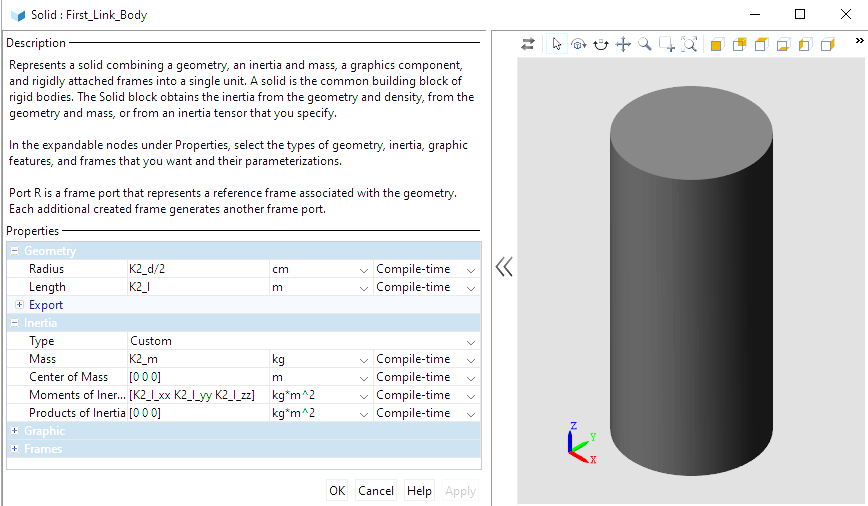 Solid : First_Link_Body
Description
Represents a solid combining a geometry, an inertia and mass, a graphics component,
and rigidly attached frames into a single unit. A solid is the common building block of
rigid bodies. The Solid block obtains the inertia from the geometry and density, from the
geometry and mass, or from an inertia tensor that you specify.
In the expandable nodes under Properties, select the types of geometry, inertia, graphic
features, and frames that you want and their parameterizations.
Port R is a frame port that represents a reference frame associated with the geometry.
Each additional created frame generates another frame port.
Properties
Geometry
Radius K2_d/2 cm Compile-time
Length K2_l m Compile-time
Export
Inertia
Type Custom
Mass K2_m kg Compile-time
Center of Mass [0 0 0] m Compile-time
Moments of Iner... [K2_I_xx K2_I_yy K2_I_zz] kg*m^2 Compile-time
Products of Inertia [0 0 0] kg*m^2 Compile-time
Graphic
Frames
OK Cancel Help Apply
Z
Y
X